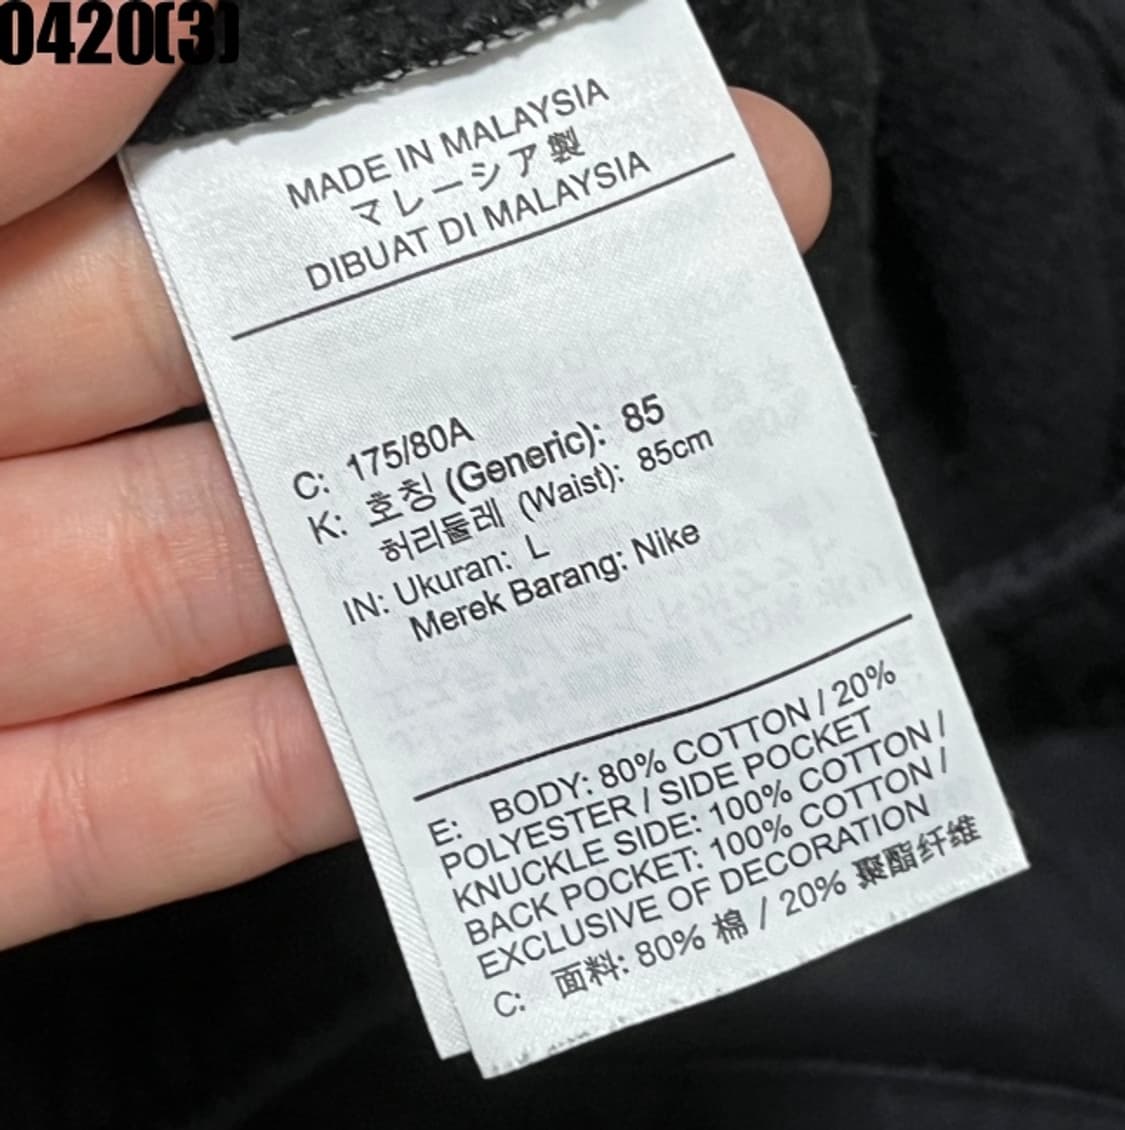 0420(3)
MADE IN MALAYSIA
マレーシア製
DIBUAT DI MALAYSIA
C: 175/80A
K: 호칭 (Generic): 85
허리둘레 (Waist): 85cm
IN: Ukuran: L
Merek Barang: Nike
E: BODY: 80% COTTON / 20%
POLYESTER / SIDE POCKET
KNUCKLE SIDE: 100% COTTON /
BACK POCKET: 100% COTTON /
EXCLUSIVE OF DECORATION
C: 面料: 80% 棉 / 20% 聚酯纤维